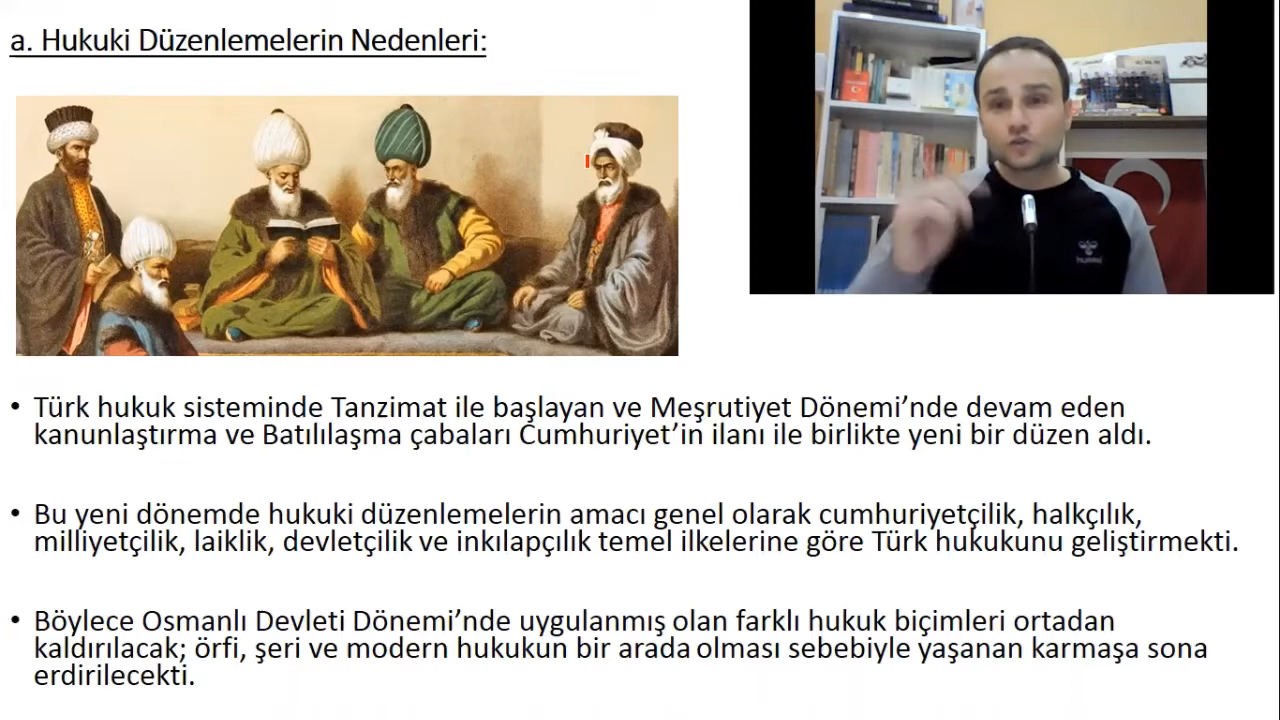 a. Hukuki Düzenlemelerin Nedenleri:
hummel
• Türk hukuk sisteminde Tanzimat ile başlayan ve Meşrutiyet Dönemi’nde devam eden
kanunlaştırma ve Batılılaşma çabaları Cumhuriyet’in ilanı ile birlikte yeni bir düzen aldı.
• Bu yeni dönemde hukuki düzenlemelerin amacı genel olarak cumhuriyetçilik, halkçılık,
milliyetçilik, laiklik, devletçilik ve inkılapçılık temel ilkelerine göre Türk hukukunu geliştirmekti.
• Böylece Osmanlı Devleti Dönemi’nde uygulanmış olan farklı hukuk biçimleri ortadan
kaldırılacak; örfi, şeri ve modern hukukun bir arada olması sebebiyle yaşanan karmaşa sona
erdirilecekti.